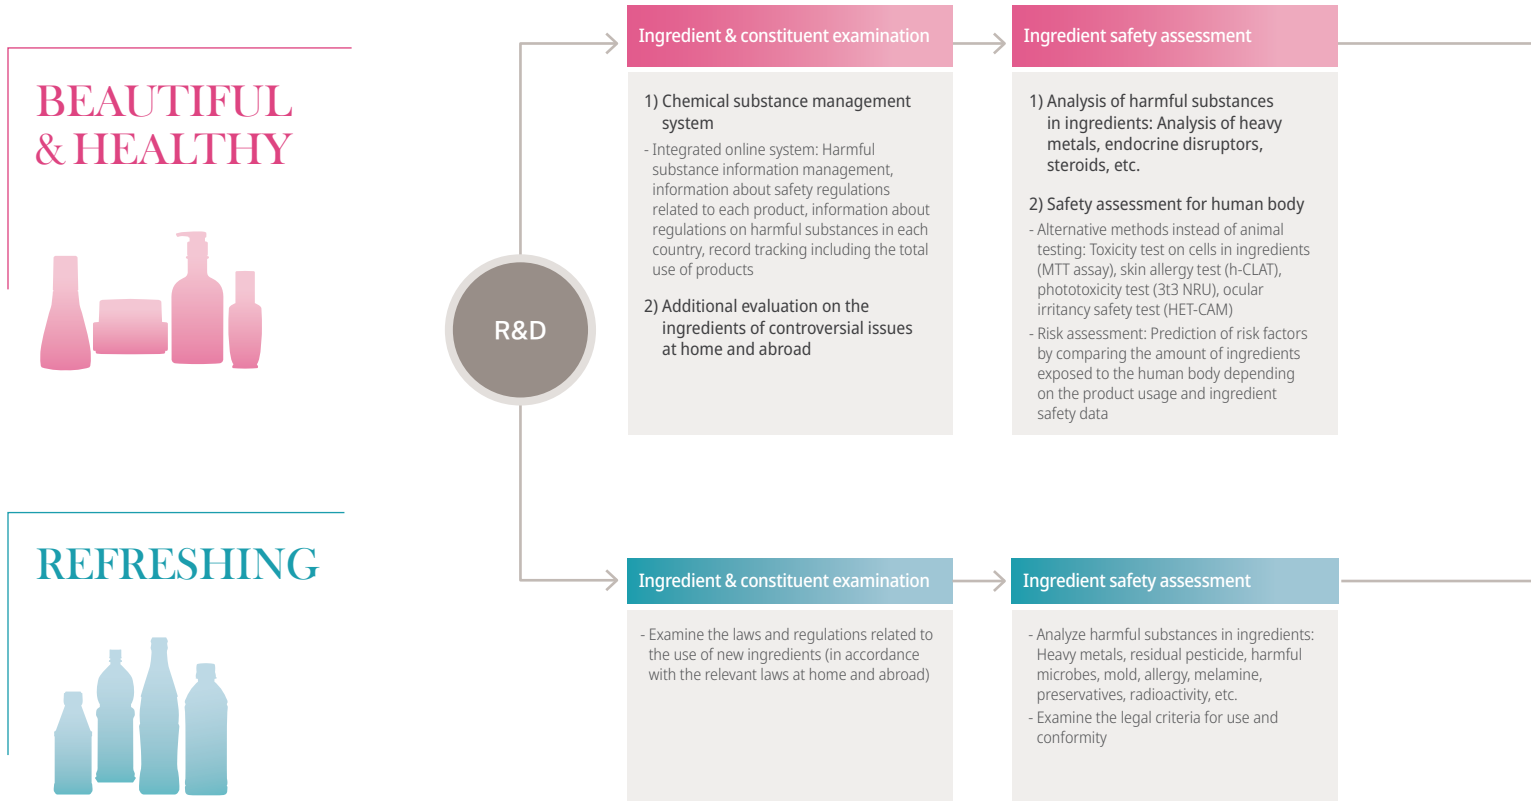 BEAUTIFUL
& HEALTHY
R&D
Ingredient & constituent examination
1) Chemical substance management
system
- Integrated online system: Harmful
substance information management,
information about safety regulations
related to each product, information about
regulations on harmful substances in each
country, record tracking including the total
use of products
2) Additional evaluation on the
ingredients of controversial issues
at home and abroad
Ingredient safety assessment
1) Analysis of harmful substances
in ingredients: Analysis of heavy
metals, endocrine disruptors,
steroids, etc.
2) Safety assessment for human body
- Alternative methods instead of animal
testing: Toxicity test on cells in ingredients
(MTT assay), skin allergy test (h-CLAT),
phototoxicity test (3t3 NRU), ocular
irritancy safety test (HET-CAM)
- Risk assessment: Prediction of risk factors
by comparing the amount of ingredients
exposed to the human body depending
on the product usage and ingredient
safety data
REFRESHING
Ingredient & constituent examination
- Examine the laws and regulations related to
the use of new ingredients (in accordance
with the relevant laws at home and abroad)
Ingredient safety assessment
- Analyze harmful substances in ingredients:
Heavy metals, residual pesticide, harmful
microbes, mold, allergy, melamine,
preservatives, radioactivity, etc.
- Examine the legal criteria for use and
conformity